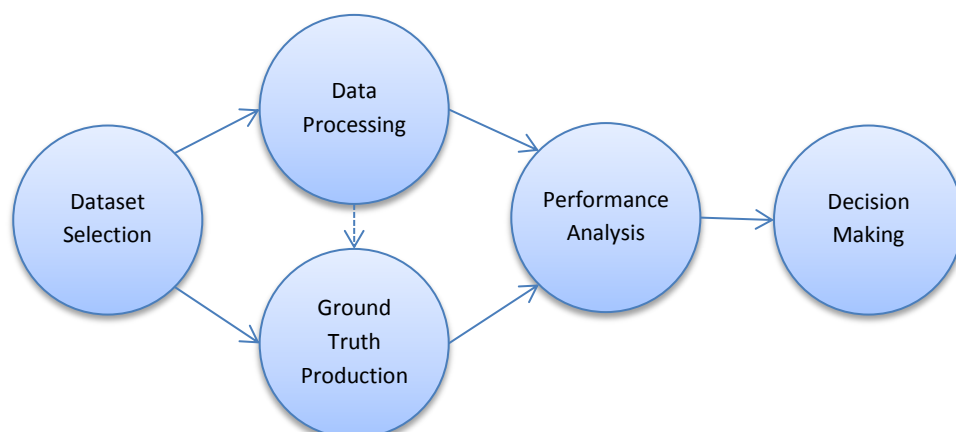 Dataset
Selection
Data
Processing
Ground
Truth
Production
Performance
Analysis
Decision
Making